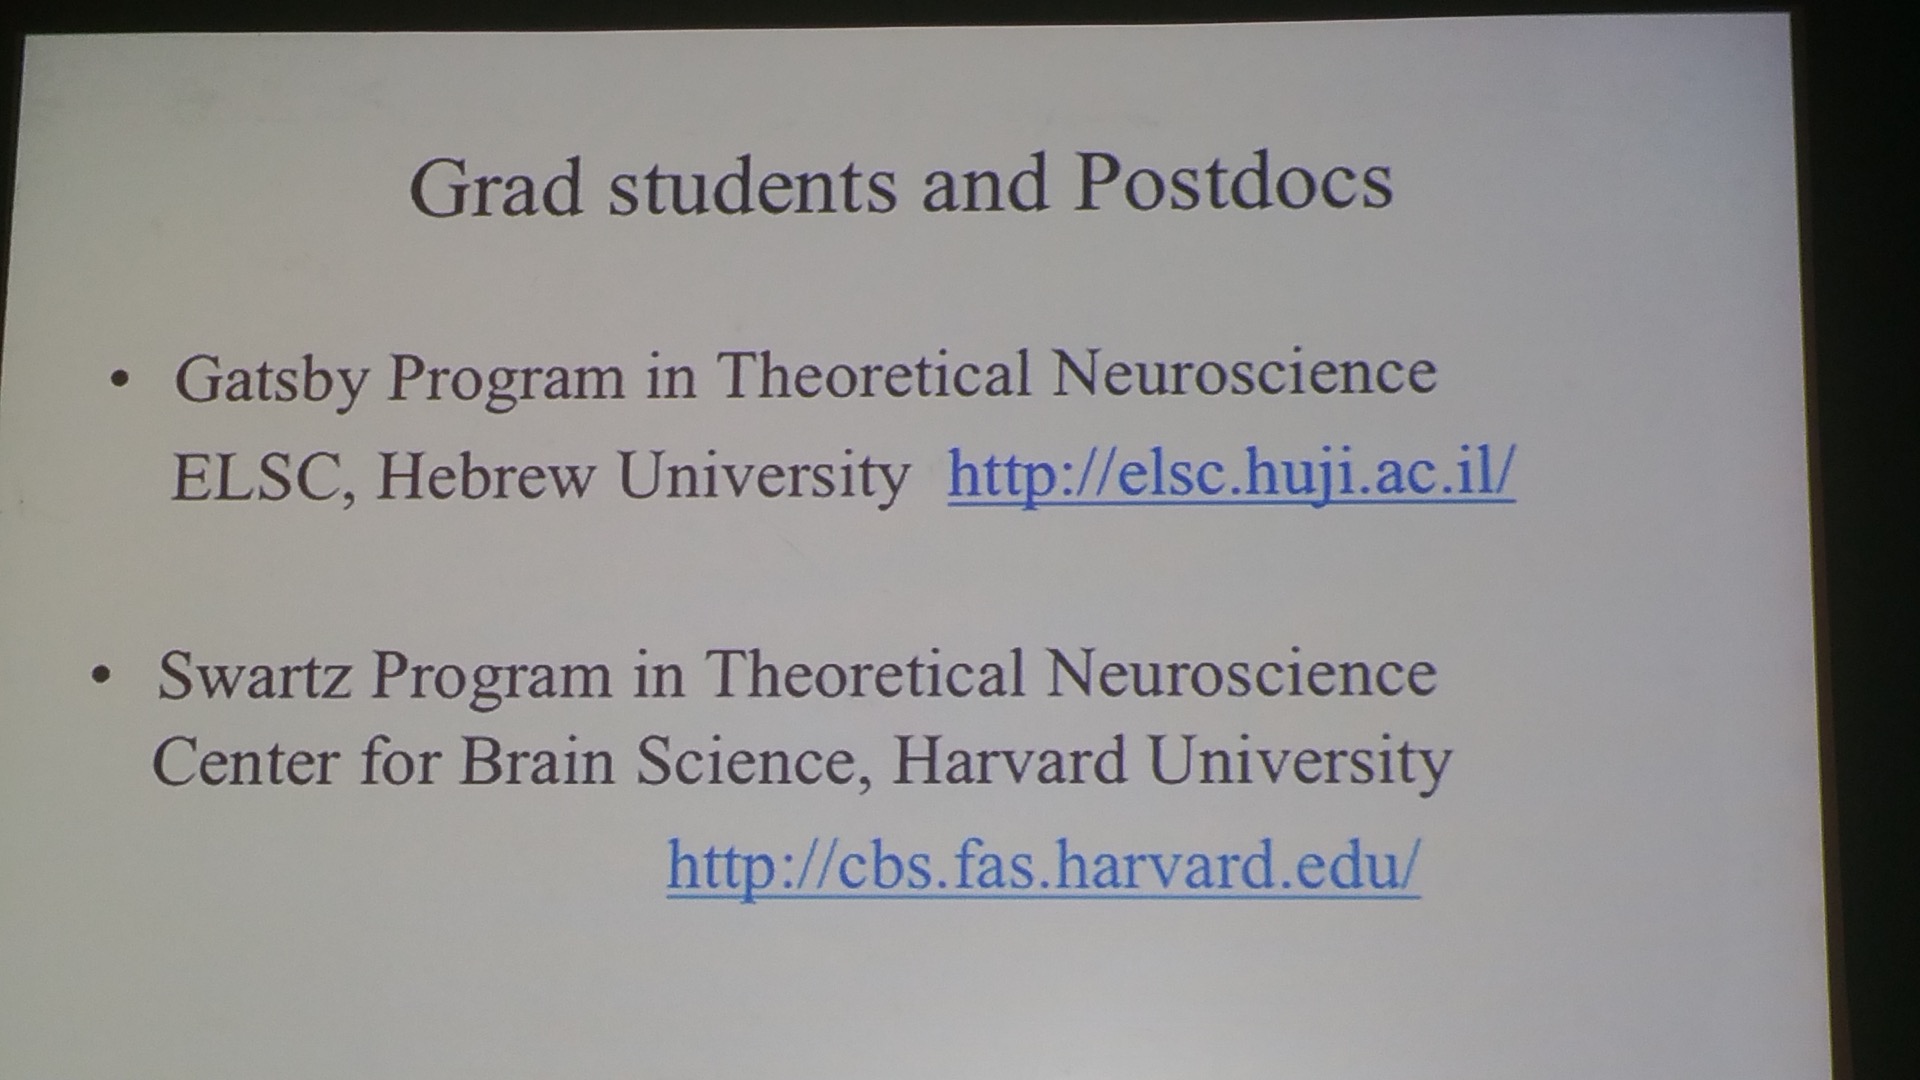 Grad students and Postdocs
• Gatsby Program in Theoretical Neuroscience
ELSC, Hebrew University http://elsc.huji.ac.il/
• Swartz Program in Theoretical Neuroscience
Center for Brain Science, Harvard University
http://cbs.fas.harvard.edu/